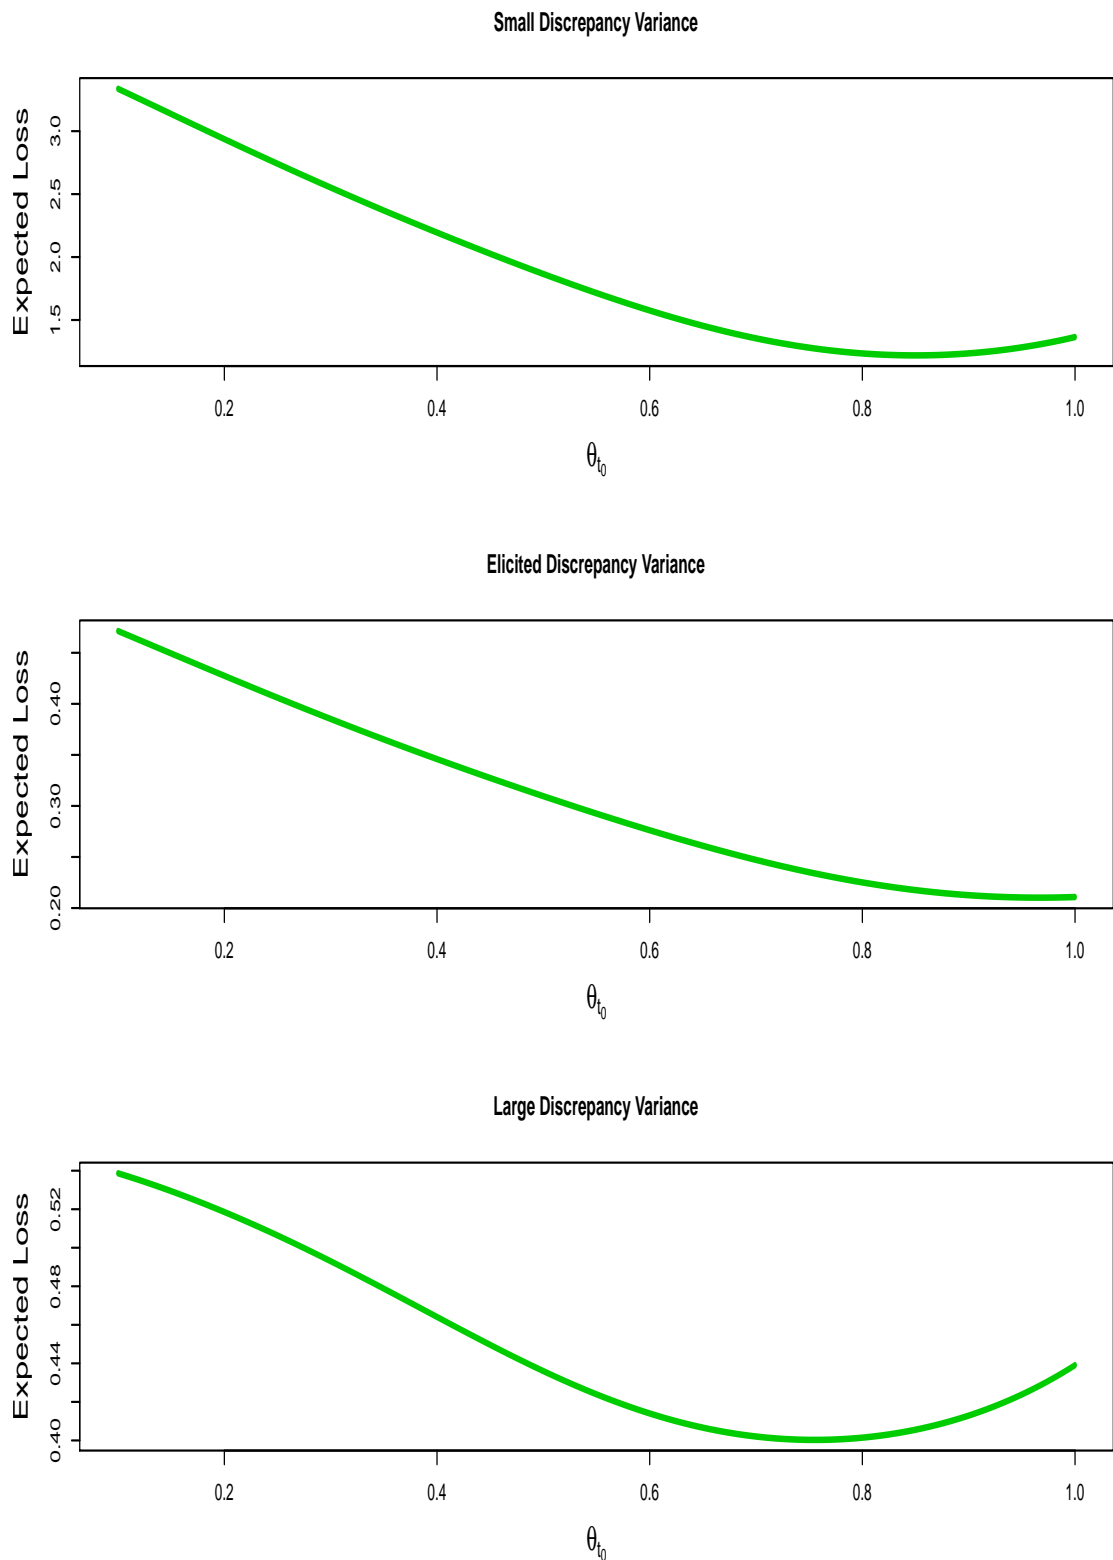 Small Discrepancy Variance
Expected Loss
1.5 2.0 2.5 3.0
0.2 0.4 0.6 0.8 1.0
θt0
Elicited Discrepancy Variance
Expected Loss
0.20 0.30 0.40
0.2 0.4 0.6 0.8 1.0
θt0
Large Discrepancy Variance
Expected Loss
0.40 0.44 0.48 0.52
0.2 0.4 0.6 0.8 1.0
θt0